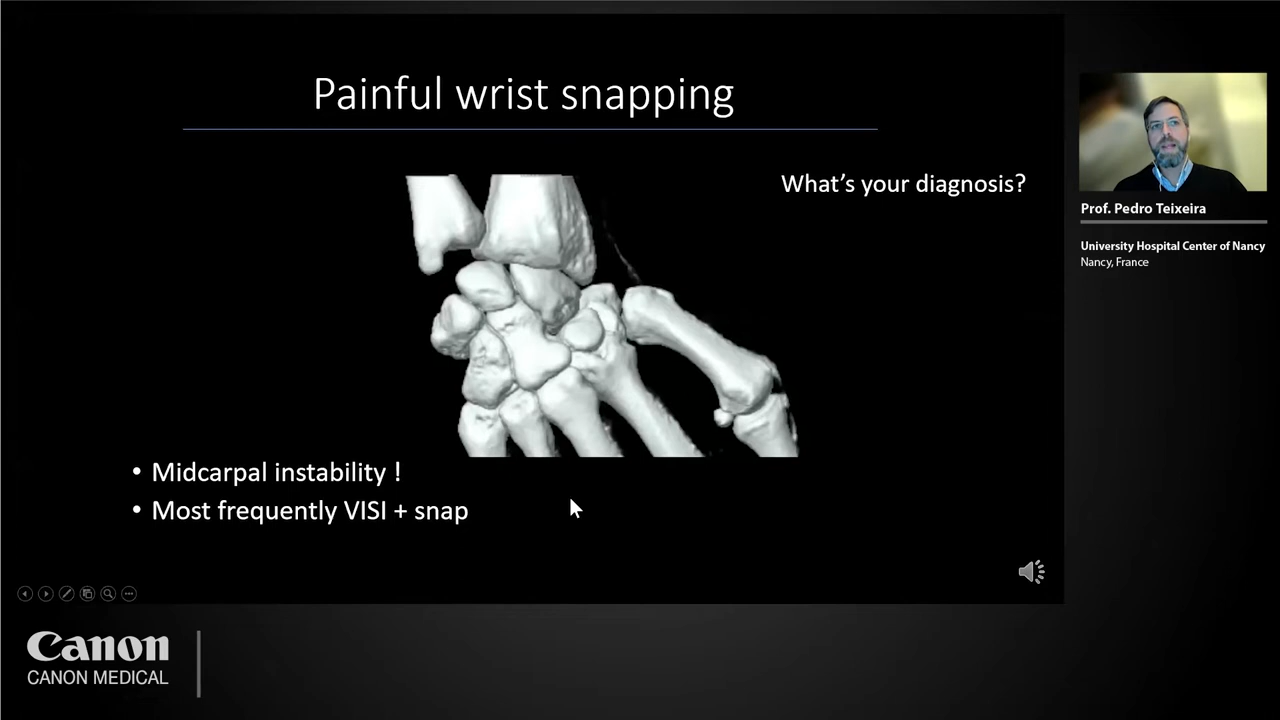 Painful wrist snapping
What's your diagnosis?
• Midcarpal instability !
• Most frequently VISI + snap
Prof. Pedro Teixeira
University Hospital Center of Nancy
Nancy, France
Canon
CANON MEDICAL